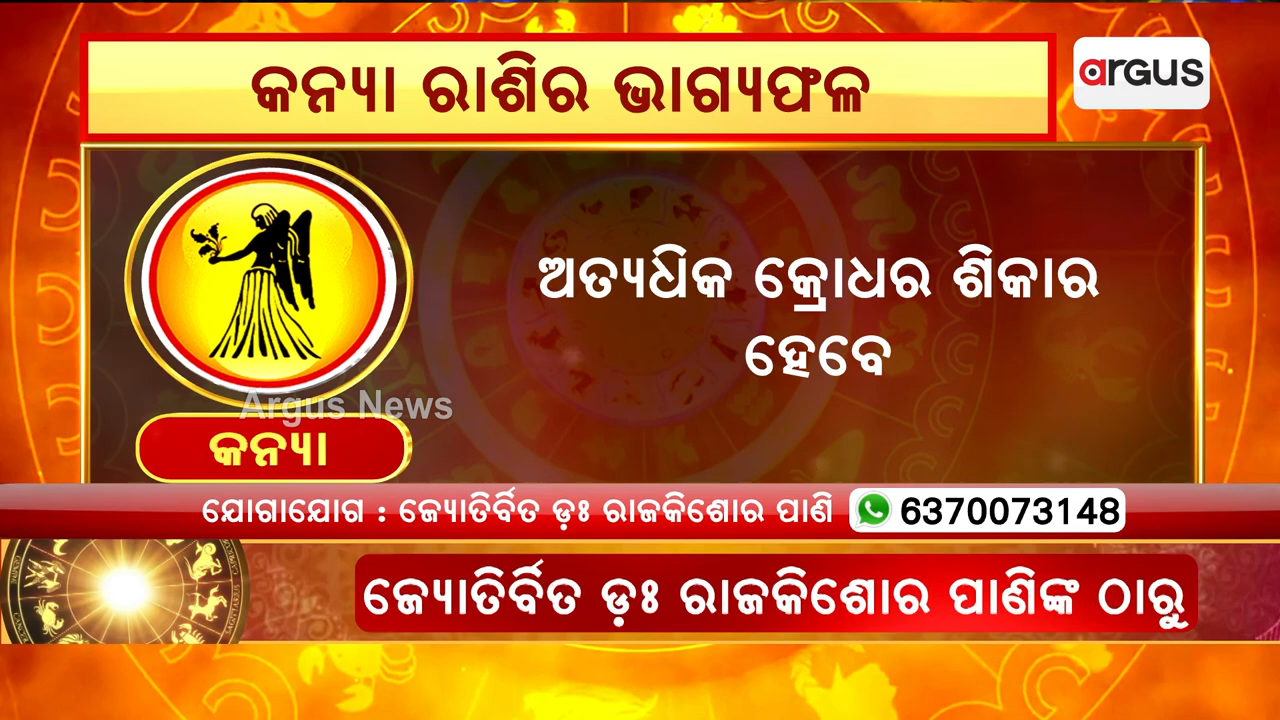 କନ୍ୟା ରାଶିର ଭାଗ୍ୟଫଳ
argus
ଅତ୍ୟଧିକ କ୍ରୋଧର ଶିକାର
ହେବେ
Argus News
କନ୍ୟା
ଯୋଗାଯୋଗ : ଜ୍ୟୋତିର୍ବିତ ଡ଼ଃ ରାଜକିଶୋର ପାଣି 6370073148
ଜ୍ୟୋତିର୍ବିତ ଡ଼ଃ ରାଜକିଶୋର ପାଣିଙ୍କ ଠାରୁ